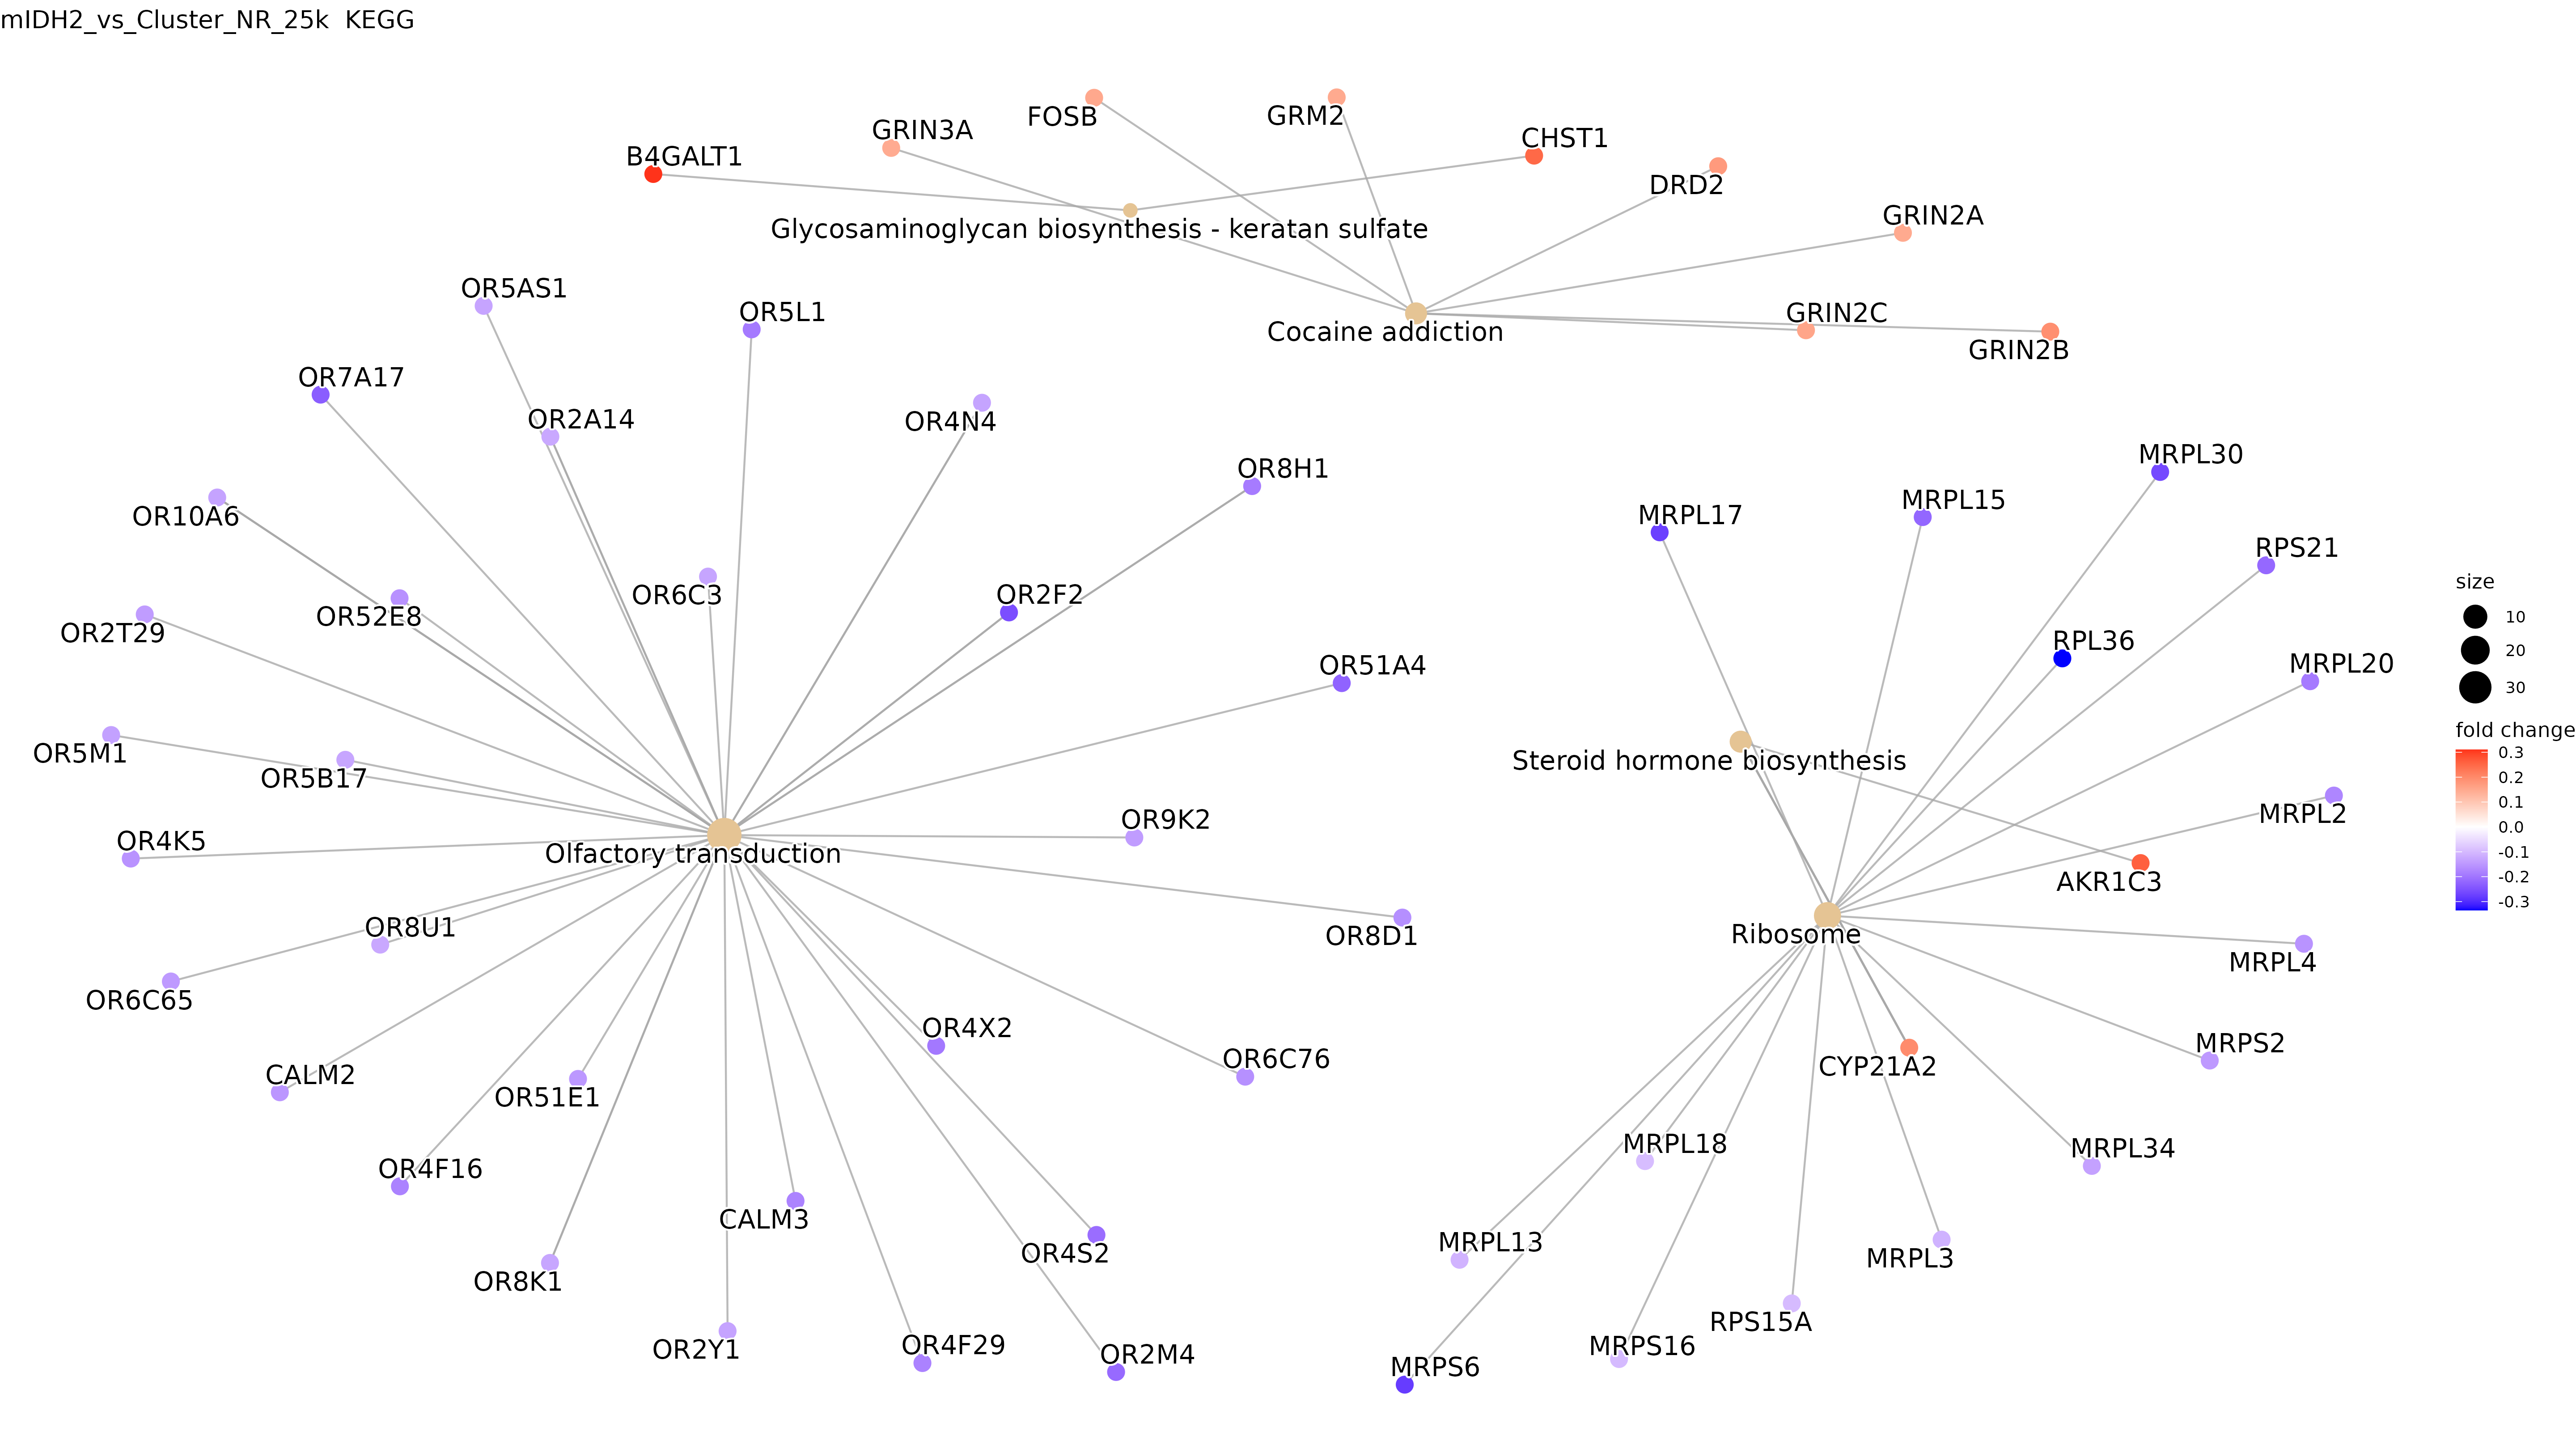 mIDH2_vs_Cluster_NR_25k  KEGG
FOSB
GRM2
GRIN3A
CHST1
B4GALT1
DRD2
GRIN2A
Glycosaminoglycan biosynthesis - keratan sulfate
OR5AS1
OR5L1
GRIN2C
Cocaine addiction
GRIN2B
OR7A17
OR2A14
OR4N4
MRPL30
OR8H1
MRPL15
OR10A6
MRPL17
RPS21
OR6C3
OR2F2
OR52E8
OR2T29
RPL36
OR51A4
MRPL20
OR5M1
Steroid hormone biosynthesis
OR5B17
MRPL2
OR9K2
OR4K5
Olfactory transduction
AKR1C3
OR8U1
Ribosome
OR8D1
MRPL4
OR6C65
OR4X2
MRPS2
OR6C76
CYP21A2
CALM2
OR51E1
MRPL18
MRPL34
OR4F16
CALM3
MRPL13
OR4S2
MRPL3
OR8K1
RPS15A
OR4F29
MRPS16
OR2Y1
OR2M4
MRPS6
size
10
20
30
fold change
0.3
0.2
0.1
0.0
-0.1
-0.2
-0.3